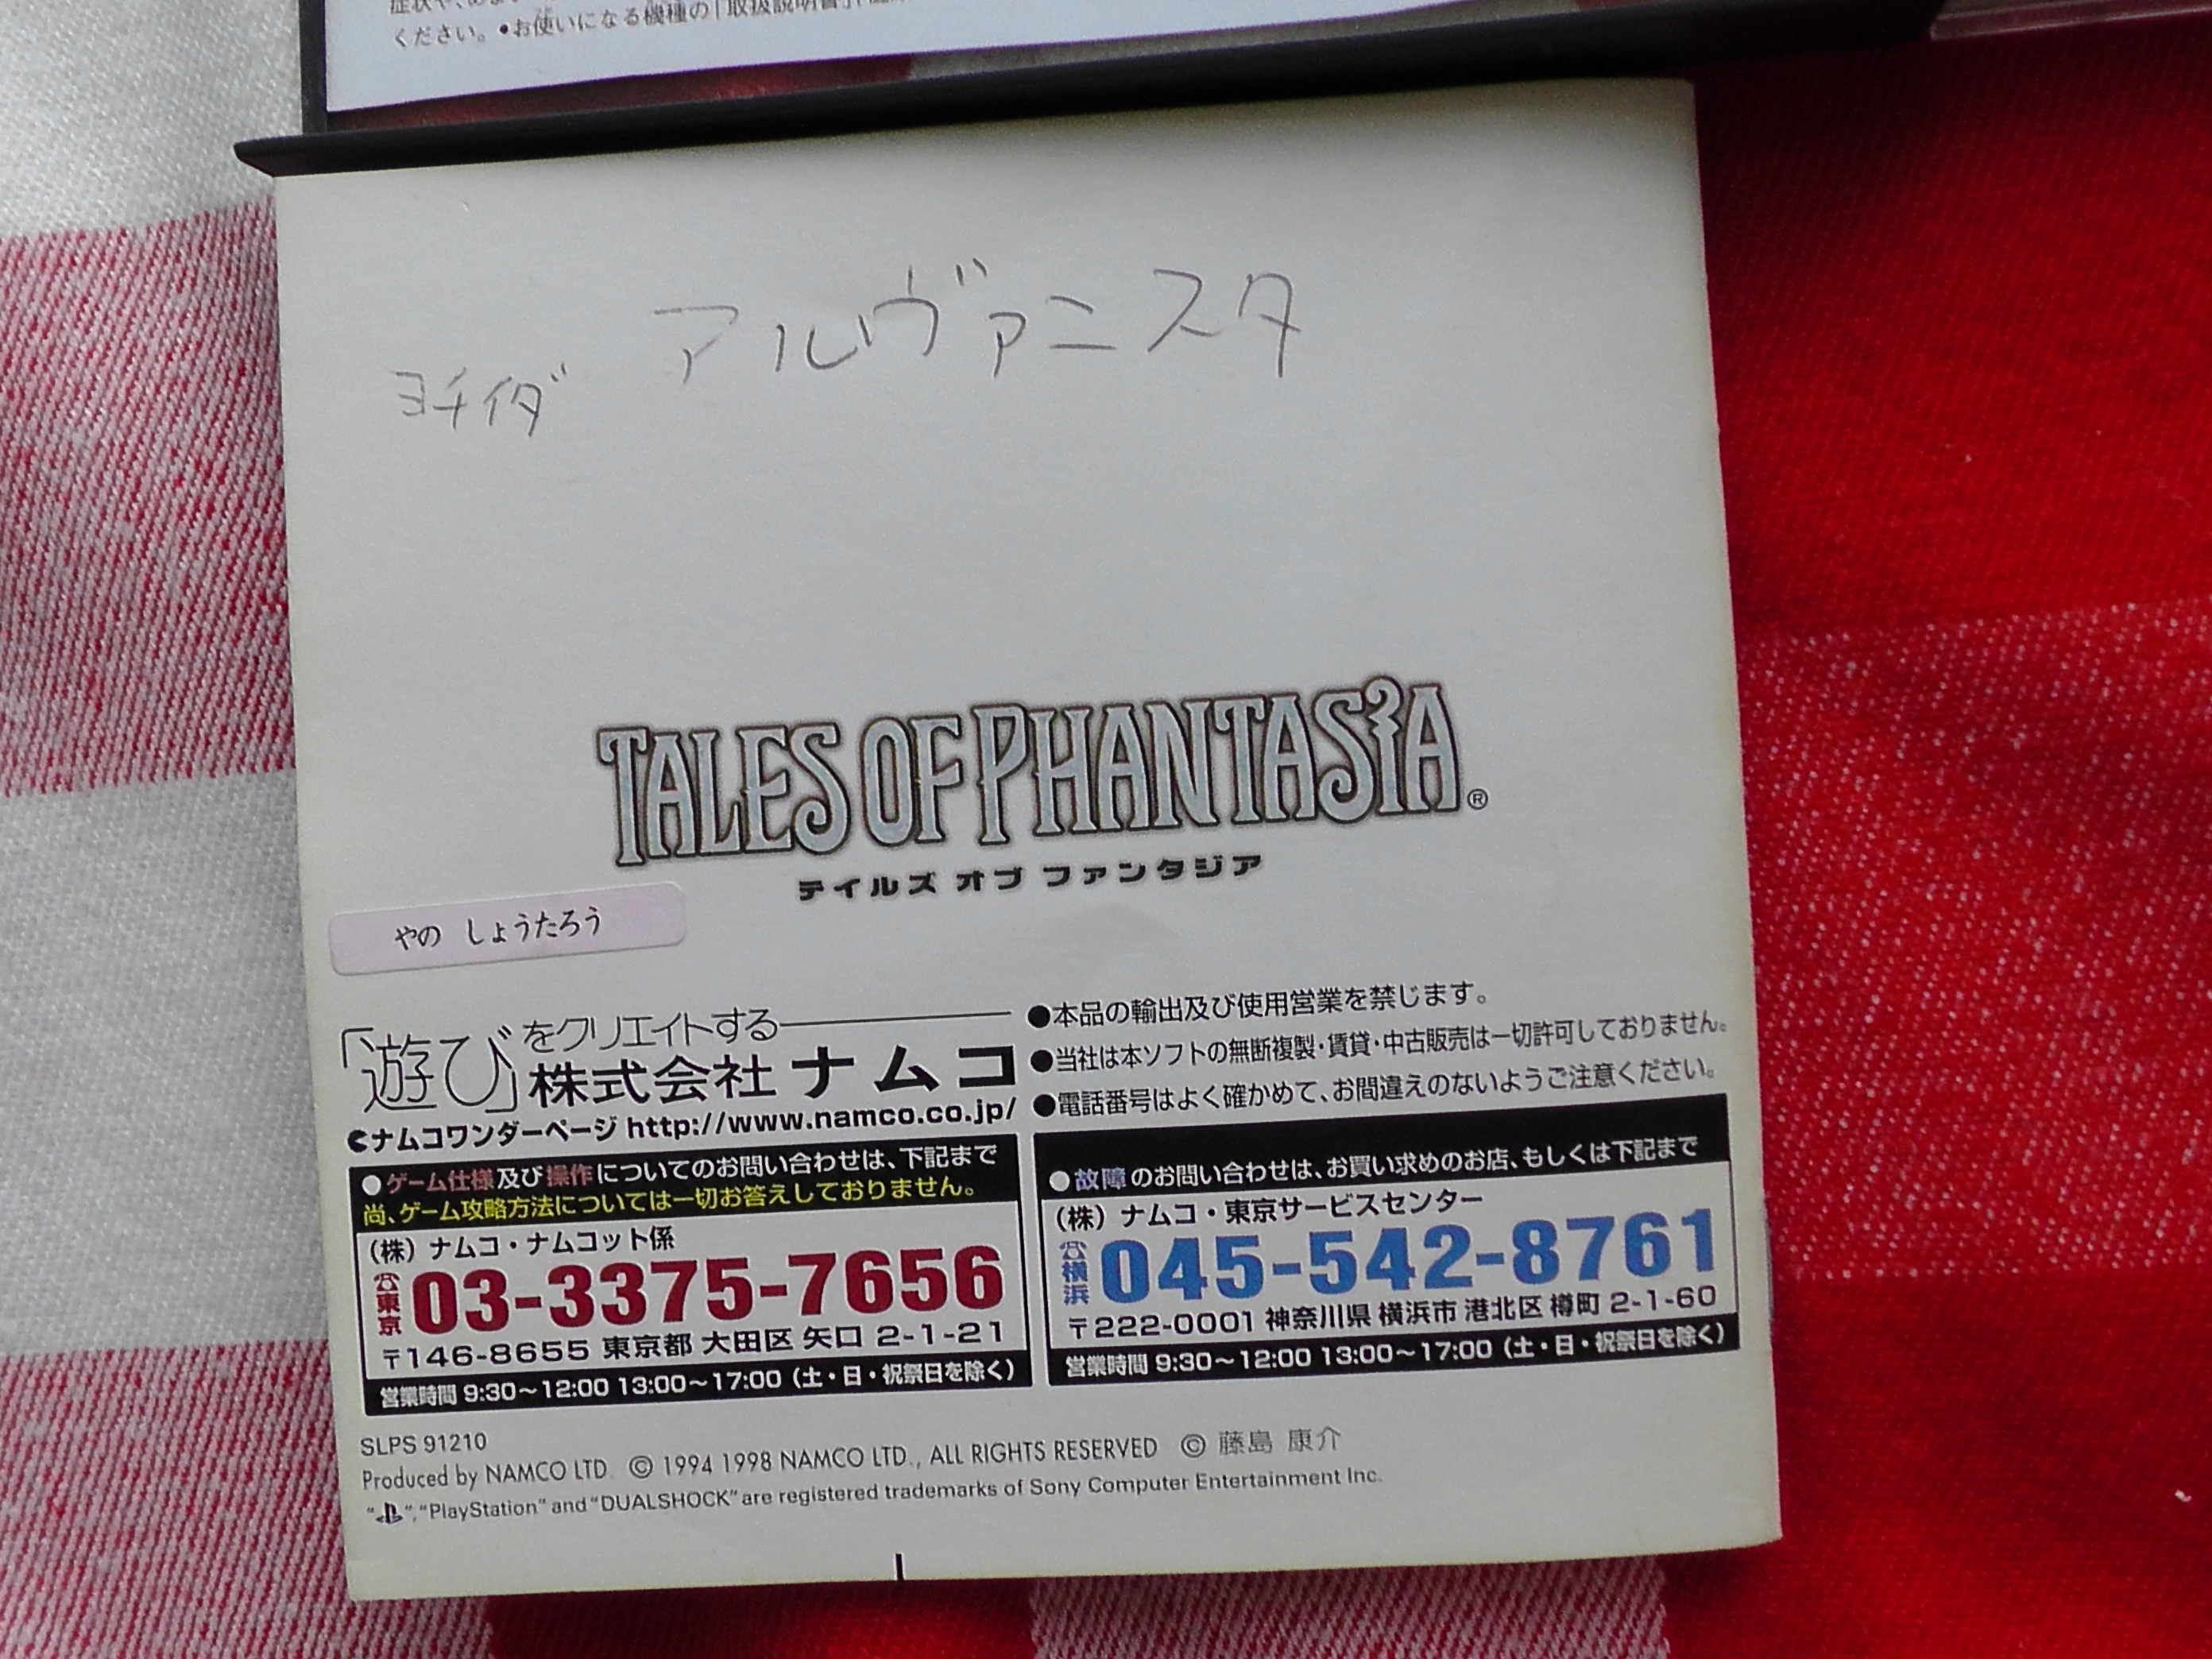 ください。●お使いになる機種の「取扱説明書」
アルヴァニスタ
ヨチイダ
TALES OF PHANTASIA®
テイルズ オブ ファンタジア
やの しょうたろう
「遊び」をクリエイトする
株式会社 ナムコ
ナムコワンダーページ http://www.namco.co.jp/
●本品の輸出及び使用営業を禁じます。
●当社は本ソフトの無断複製・賃貸・中古販売は一切許可しておりません。
●電話番号はよく確かめて、お間違えのないようご注意ください。
●ゲーム仕様及び操作についてのお問い合わせは、下記まで
尚、ゲーム攻略方法については一切お答えしておりません。
(株)ナムコ・ナムコット係
☎東京 03-3375-7656
〒146-8655 東京都 大田区 矢口 2-1-21
営業時間 9:30～12:00 13:00～17:00 (土・日・祝祭日を除く)
●故障のお問い合わせは、お買い求めのお店、もしくは下記まで
(株)ナムコ・東京サービスセンター
☎横浜 045-542-8761
〒222-0001 神奈川県 横浜市 港北区 樽町 2-1-60
営業時間 9:30～12:00 13:00～17:00 (土・日・祝祭日を除く)
SLPS 91210
Produced by NAMCO LTD. © 1994 1998 NAMCO LTD., ALL RIGHTS RESERVED © 藤島 康介
“ ”, “PlayStation” and “DUALSHOCK” are registered trademarks of Sony Computer Entertainment Inc.